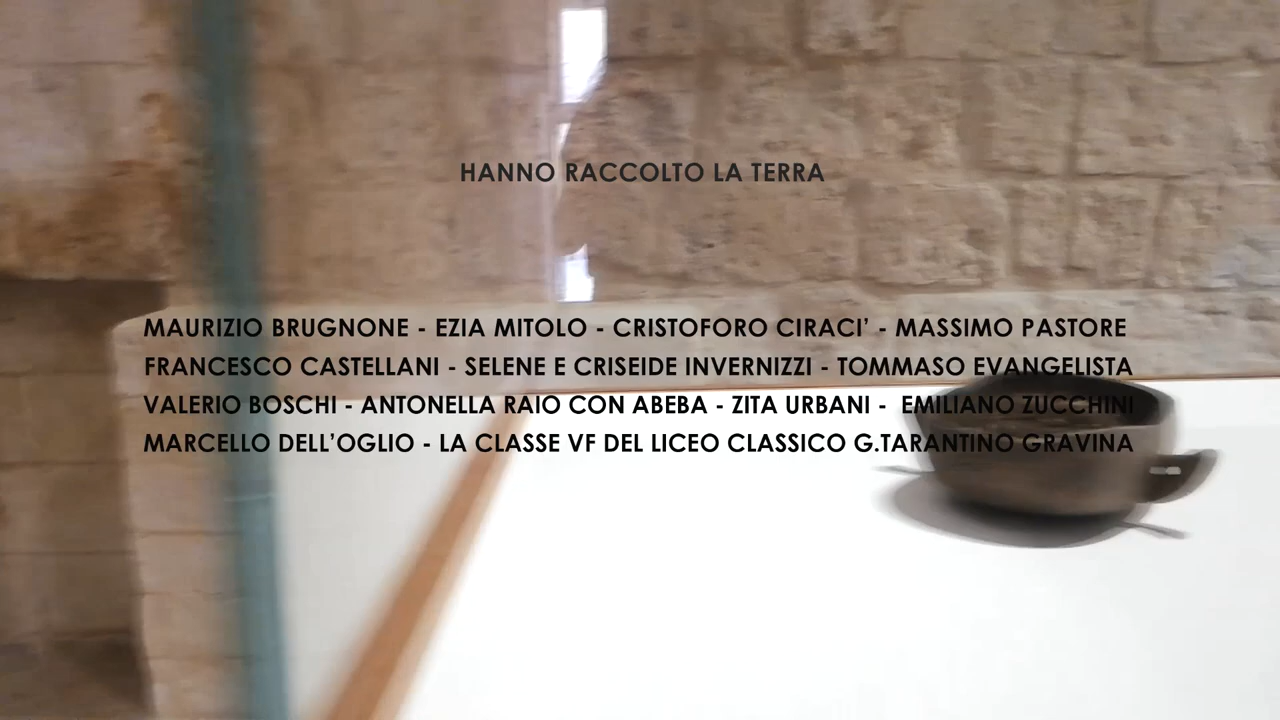 HANNO RACCOLTO LA TERRA
MAURIZIO BRUGNONE - EZIA MITOLO - CRISTOFORO CIRACI’ - MASSIMO PASTORE
FRANCESCO CASTELLANI - SELENE E CRISEIDE INVERNIZZI - TOMMASO EVANGELISTA
VALERIO BOSCHI - ANTONELLA RAIO CON ABEBA - ZITA URBANI - EMILIANO ZUCCHINI
MARCELLO DELL’OGLIO - LA CLASSE VF DEL LICEO CLASSICO G.TARANTINO GRAVINA